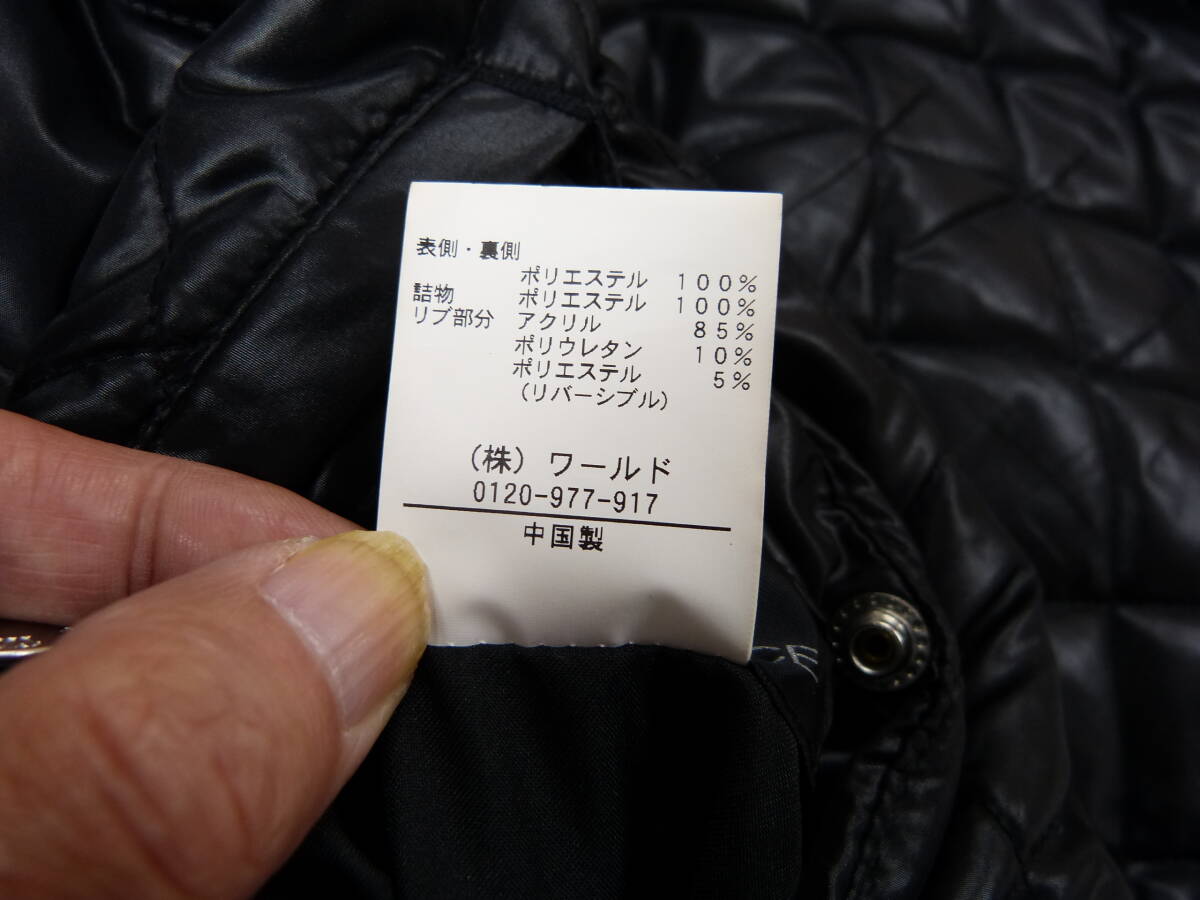 表側・裏側
ポリエステル 100%
詰物 ポリエステル 100%
リブ部分 アクリル 85%
ポリウレタン 10%
ポリエステル 5%
(リバーシブル)
(株) ワールド
0120-977-917
中国製